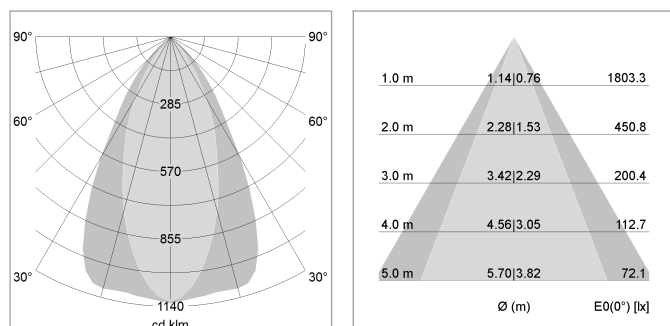 90° 90°
285
60° 60°
570
855
30° 30°
1140
cd klm
1.0 m 1.14|0.76 1803.3
2.0 m 2.28|1.53 450.8
3.0 m 3.42|2.29 200.4
4.0 m 4.56|3.05 112.7
5.0 m 5.70|3.82 72.1
Ø (m) E0(0°) [lx]